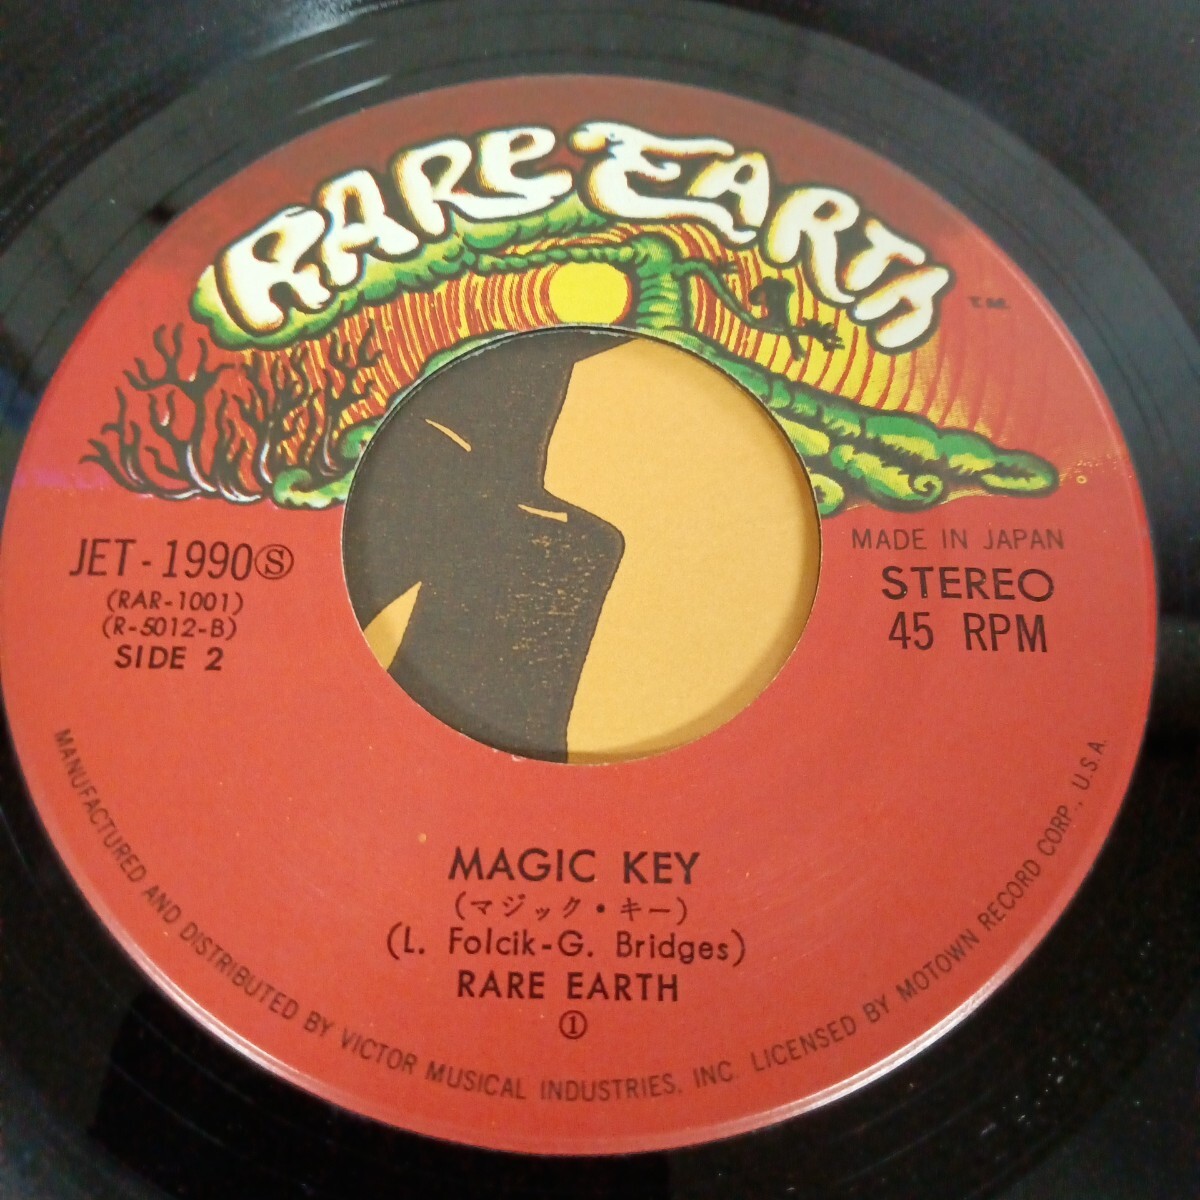 RARE EARTH
T.M.
JET-1990Ⓢ
(RAR-1001)
(R-5012-B)
SIDE 2
MADE IN JAPAN
STEREO
45 RPM
MAGIC KEY
(マジック・キー)
(L. Folcik-G. Bridges)
RARE EARTH
①
MANUFACTURED AND DISTRIBUTED BY VICTOR MUSICAL INDUSTRIES, INC. LICENSED BY MOTOWN RECORD CORP., U.S.A.